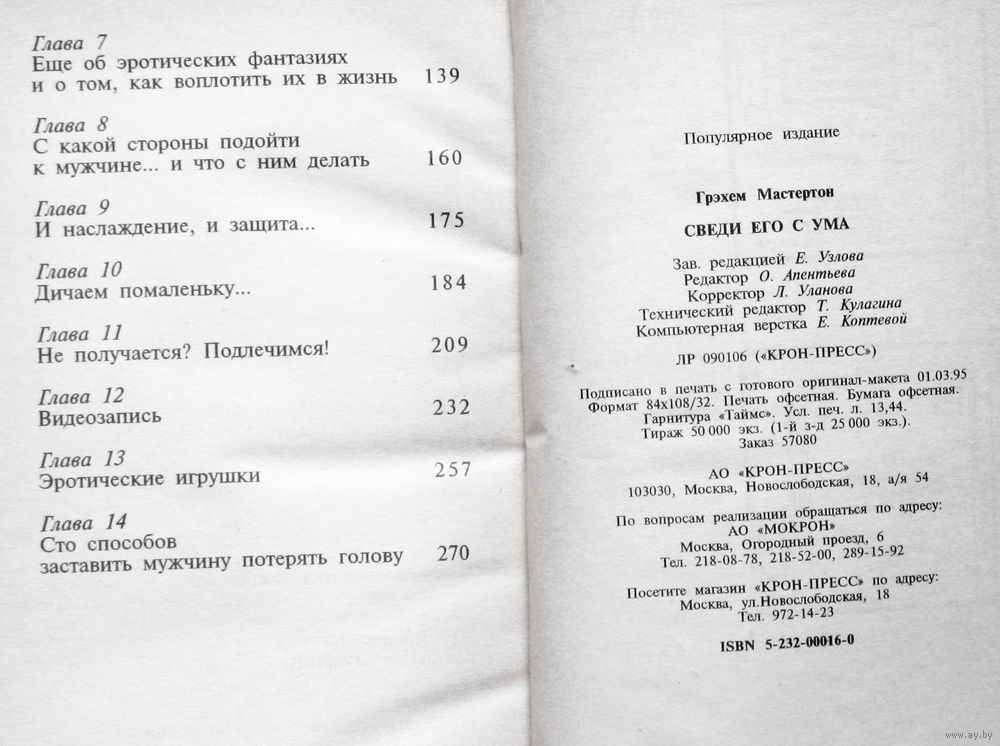 Глава 7
Еще об эротических фантазиях
и о том, как воплотить их в жизнь 139
Глава 8
С какой стороны подойти
к мужчине... и что с ним делать 160
Глава 9
И наслаждение, и защита... 175
Глава 10
Дичаем помаленьку... 184
Глава 11
Не получается? Подлечимся! 209
Глава 12
Видеозапись 232
Глава 13
Эротические игрушки 257
Глава 14
Сто способов
заставить мужчину потерять голову 270
Популярное издание
Грэхем Мастертон
СВЕДИ ЕГО С УМА
Зав. редакцией Е. Узлова
Редактор О. Апентьева
Корректор Л. Уланова
Технический редактор Т. Кулагина
Компьютерная верстка Е. Коптевой
ЛР 090106 («КРОН-ПРЕСС»)
Подписано в печать с готового оригинал-макета 01.03.95
Формат 84х108/32. Печать офсетная. Бумага офсетная.
Гарнитура «Таймс». Усл. печ. л. 13,44.
Тираж 50 000 экз. (1-й з-д 25 000 экз.).
Заказ 57080
АО «КРОН-ПРЕСС»
103030, Москва, Новослободская, 18, а/я 54
По вопросам реализации обращаться по адресу:
АО «МОКРОН»
Москва, Огородный проезд, 6
Тел. 218-08-78, 218-52-00, 289-15-92
Посетите магазин «КРОН-ПРЕСС» по адресу:
Москва, ул.Новослободская, 18
Тел. 972-14-23
ISBN 5-232-00016-0
www.ay.by